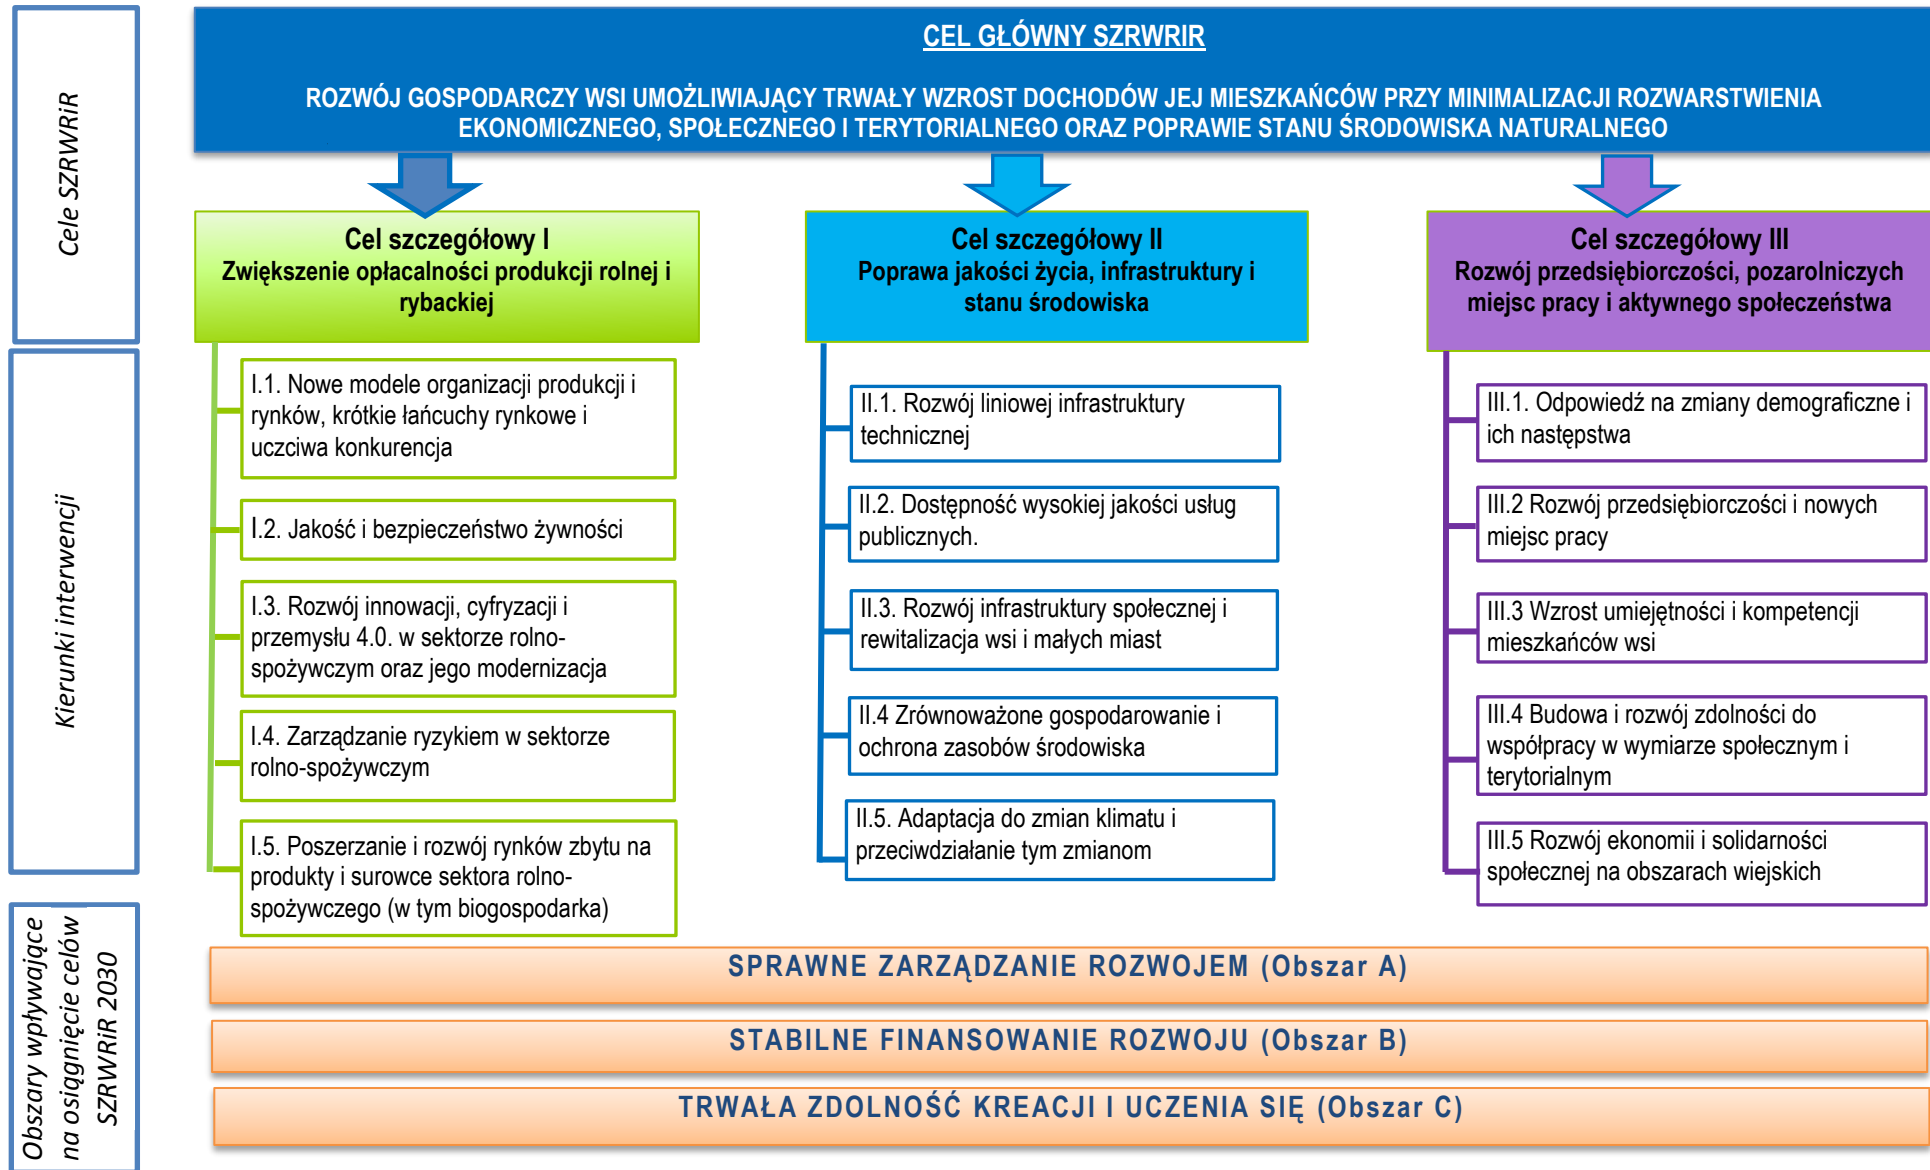 Cele SZRWRiR
CEL GŁÓWNY SZRWRIR
ROZWÓJ GOSPODARCZY WSI UMOŻLIWIAJĄCY TRWAŁY WZROST DOCHODÓW JEJ MIESZKAŃCÓW PRZY MINIMALIZACJI ROZWARSTWIENIA
EKONOMICZNEGO, SPOŁECZNEGO I TERYTORIALNEGO ORAZ POPRAWIE STANU ŚRODOWISKA NATURALNEGO
Cel szczegółowy I
Zwiększenie opłacalności produkcji rolnej i
rybackiej
Cel szczegółowy II
Poprawa jakości życia, infrastruktury i
stanu środowiska
Cel szczegółowy III
Rozwój przedsiębiorczości, pozarolniczych
miejsc pracy i aktywnego społeczeństwa
Kierunki interwencji
I.1. Nowe modele organizacji produkcji i
rynków, krótkie łańcuchy rynkowe i
uczciwa konkurencja
I.2. Jakość i bezpieczeństwo żywności
I.3. Rozwój innowacji, cyfryzacji i
przemysłu 4.0. w sektorze rolno-
spożywczym oraz jego modernizacja
I.4. Zarządzanie ryzykiem w sektorze
rolno-spożywczym
I.5. Poszerzanie i rozwój rynków zbytu na
produkty i surowce sektora rolno-
spożywczego (w tym biogospodarka)
II.1. Rozwój liniowej infrastruktury
technicznej
II.2. Dostępność wysokiej jakości usług
publicznych.
II.3. Rozwój infrastruktury społecznej i
rewitalizacja wsi i małych miast
II.4 Zrównoważone gospodarowanie i
ochrona zasobów środowiska
II.5. Adaptacja do zmian klimatu i
przeciwdziałanie tym zmianom
III.1. Odpowiedź na zmiany demograficzne i
ich następstwa
III.2 Rozwój przedsiębiorczości i nowych
miejsc pracy
III.3 Wzrost umiejętności i kompetencji
mieszkańców wsi
III.4 Budowa i rozwój zdolności do
współpracy w wymiarze społecznym i
terytorialnym
III.5 Rozwój ekonomii i solidarności
społecznej na obszarach wiejskich
Obszary wpływające
na osiągnięcie celów
SZRWRiR 2030
SPRAWNE ZARZĄDZANIE ROZWOJEM (Obszar A)
STABILNE FINANSOWANIE ROZWOJU (Obszar B)
TRWAŁA ZDOLNOŚĆ KREACJI I UCZENIA SIĘ (Obszar C)